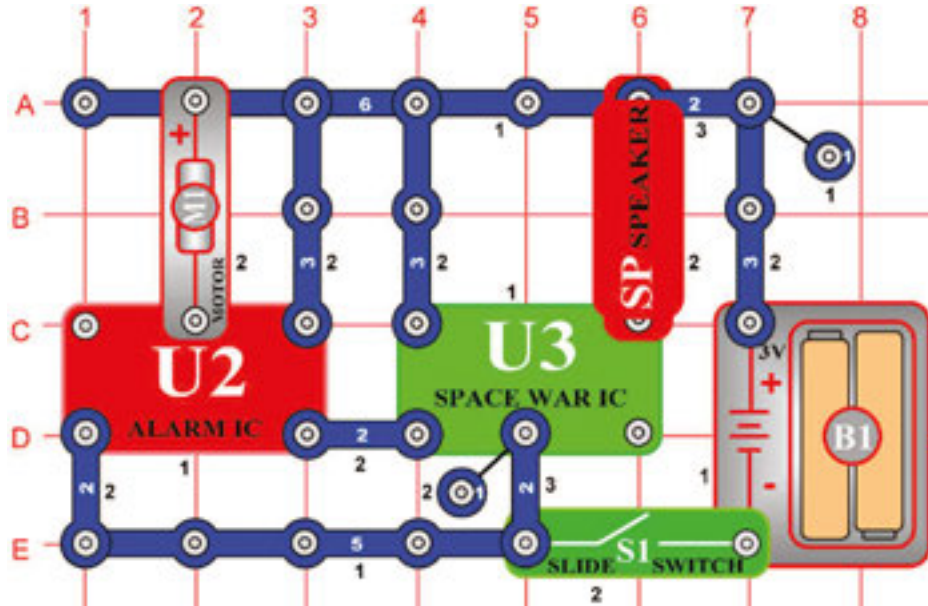 1 2 3 4 5 6 7 8
A 6 2
1 3 1
+ 1
M1 SPEAKER
B
MOTOR 2 3 2 3 2 SP 2 3 2
1
C
U2 U3 3V
ALARM IC SPACE WAR IC +
D 2 B1
1 2
2 2 2 1 2 3 1 -
E 5 S1
1 SLIDE SWITCH
2